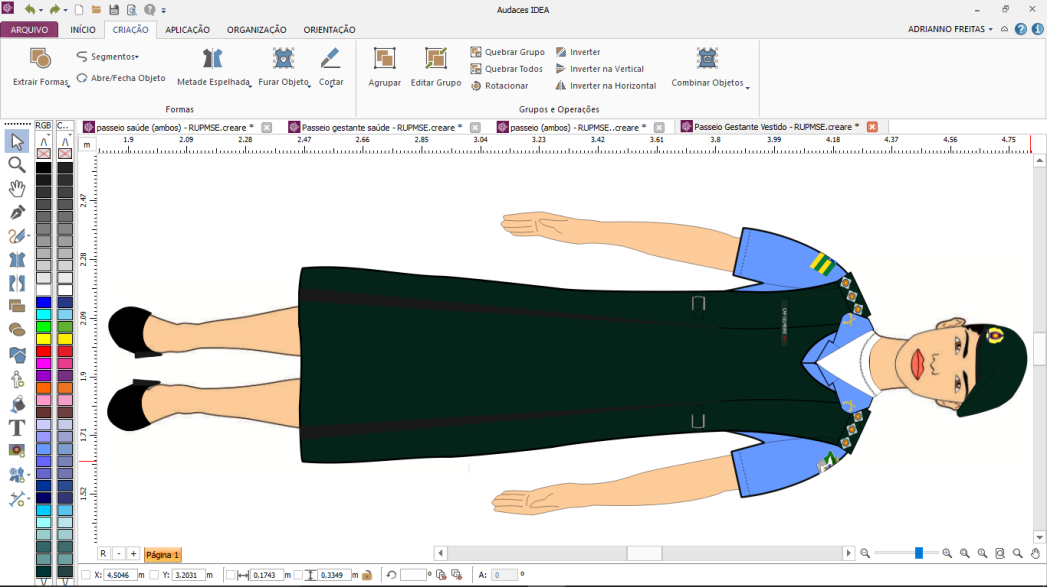 Audaces IDEA
ARQUIVO INÍCIO CRIAÇÃO APLICAÇÃO ORGANIZAÇÃO ORIENTAÇÃO ADRIANNO FREITAS
Extrair Formas Segmentos Abre/Fecha Objeto Metade Espelhada Furar Objeto Cortar Agrupar Editar Grupo Quebrar Grupo Quebrar Todos Rotacionar Inverter Inverter na Vertical Inverter na Horizontal Combinar Objetos
Formas Grupos e Operações
RGB C... passeio saúde (ambos) - RUPMSE.creare * Passeio gestante saúde - RUPMSE.creare * passeio (ambos) - RUPMSE..creare * Passeio Gestante Vestido - RUPMSE.creare *
m 1.9 2.09 2.28 2.47 2.66 2.85 3.04 3.23 3.42 3.61 3.8 3.99 4.18 4.37 4.56 4.75
2.47
2.28
2.09
1.9
1.71
1.52
R - + Página 1
X: 4.5046 m Y: 3.2031 m 0.1743 m 0.3349 m ° A: 0 °